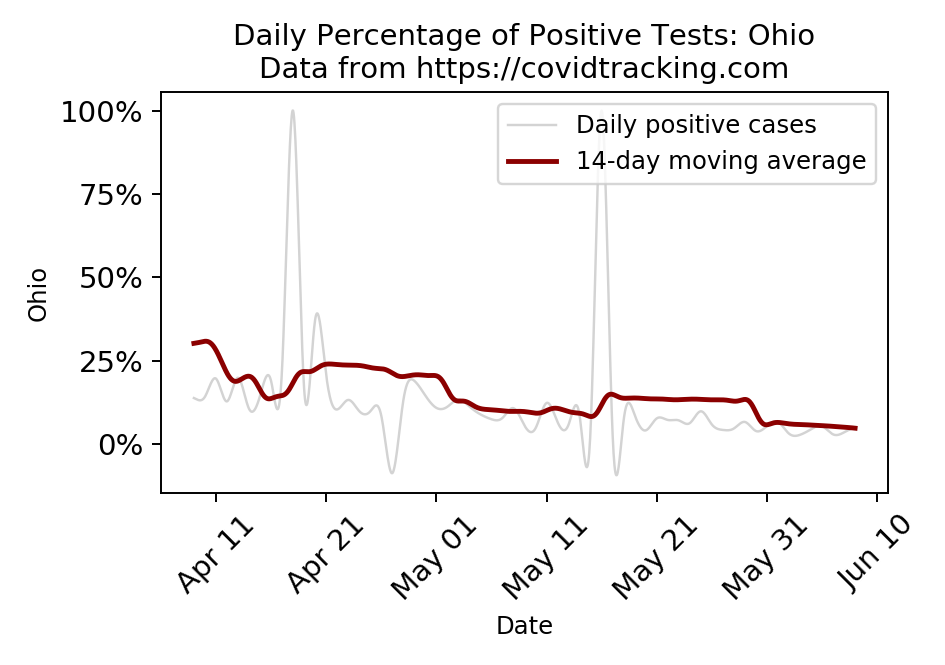 Daily Percentage of Positive Tests: Ohio
Data from https://covidtracking.com
Daily positive cases
14-day moving average
100%
75%
50%
25%
0%
Ohio
Apr 11
Apr 21
May 01
May 11
May 21
May 31
Jun 10
Date